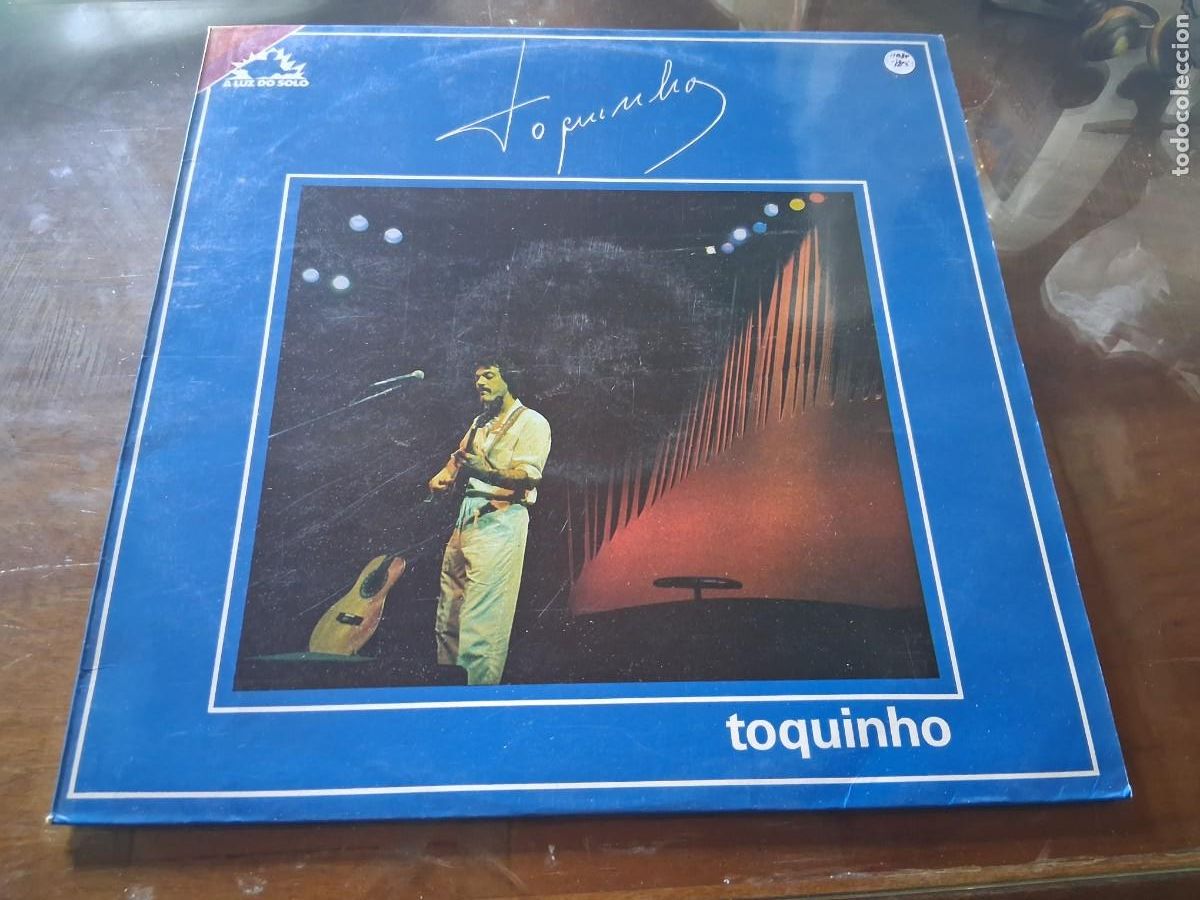 A LUZ DO SOLO
Toquinho
toquinho
todocoleccion